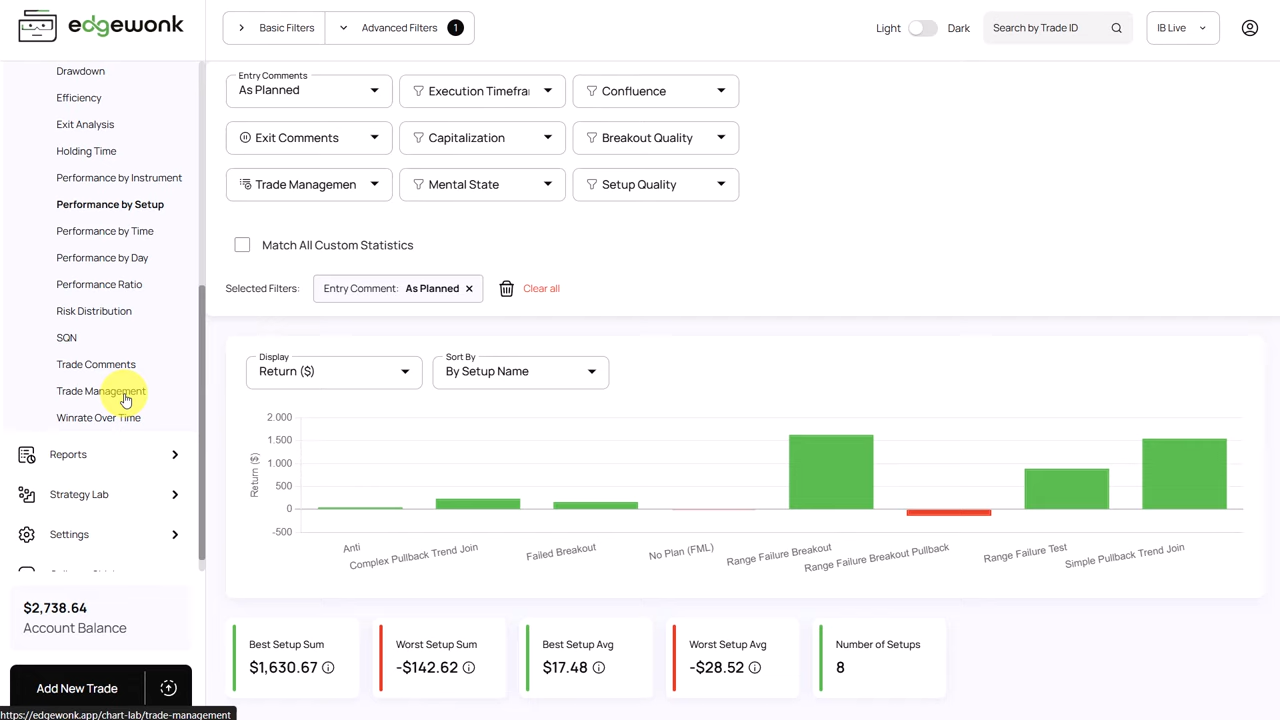 edgewonk
Basic Filters
Advanced Filters 1
Light
Dark
Search by Trade ID
IB Live
Drawdown
Efficiency
Exit Analysis
Holding Time
Performance by Instrument
Performance by Setup
Performance by Time
Performance by Day
Performance Ratio
Risk Distribution
SQN
Trade Comments
Trade Management
Winrate Over Time
Reports
Strategy Lab
Settings
$2,738.64
Account Balance
Add New Trade
https://edgewonk.app/chart-lab/trade-management
Entry Comments
As Planned
Execution Timefra
Confluence
Exit Comments
Capitalization
Breakout Quality
Trade Managemen
Mental State
Setup Quality
Match All Custom Statistics
Selected Filters:
Entry Comment: As Planned ×
Clear all
Display
Return ($)
Sort By
By Setup Name
Return ($)
2.000
1.500
1.000
500
0
-500
Anti
Complex Pullback Trend Join
Failed Breakout
No Plan (FML)
Range Failure Breakout
Range Failure Breakout Pullback
Range Failure Test
Simple Pullback Trend Join
Best Setup Sum
$1,630.67
Worst Setup Sum
-$142.62
Best Setup Avg
$17.48
Worst Setup Avg
-$28.52
Number of Setups
8